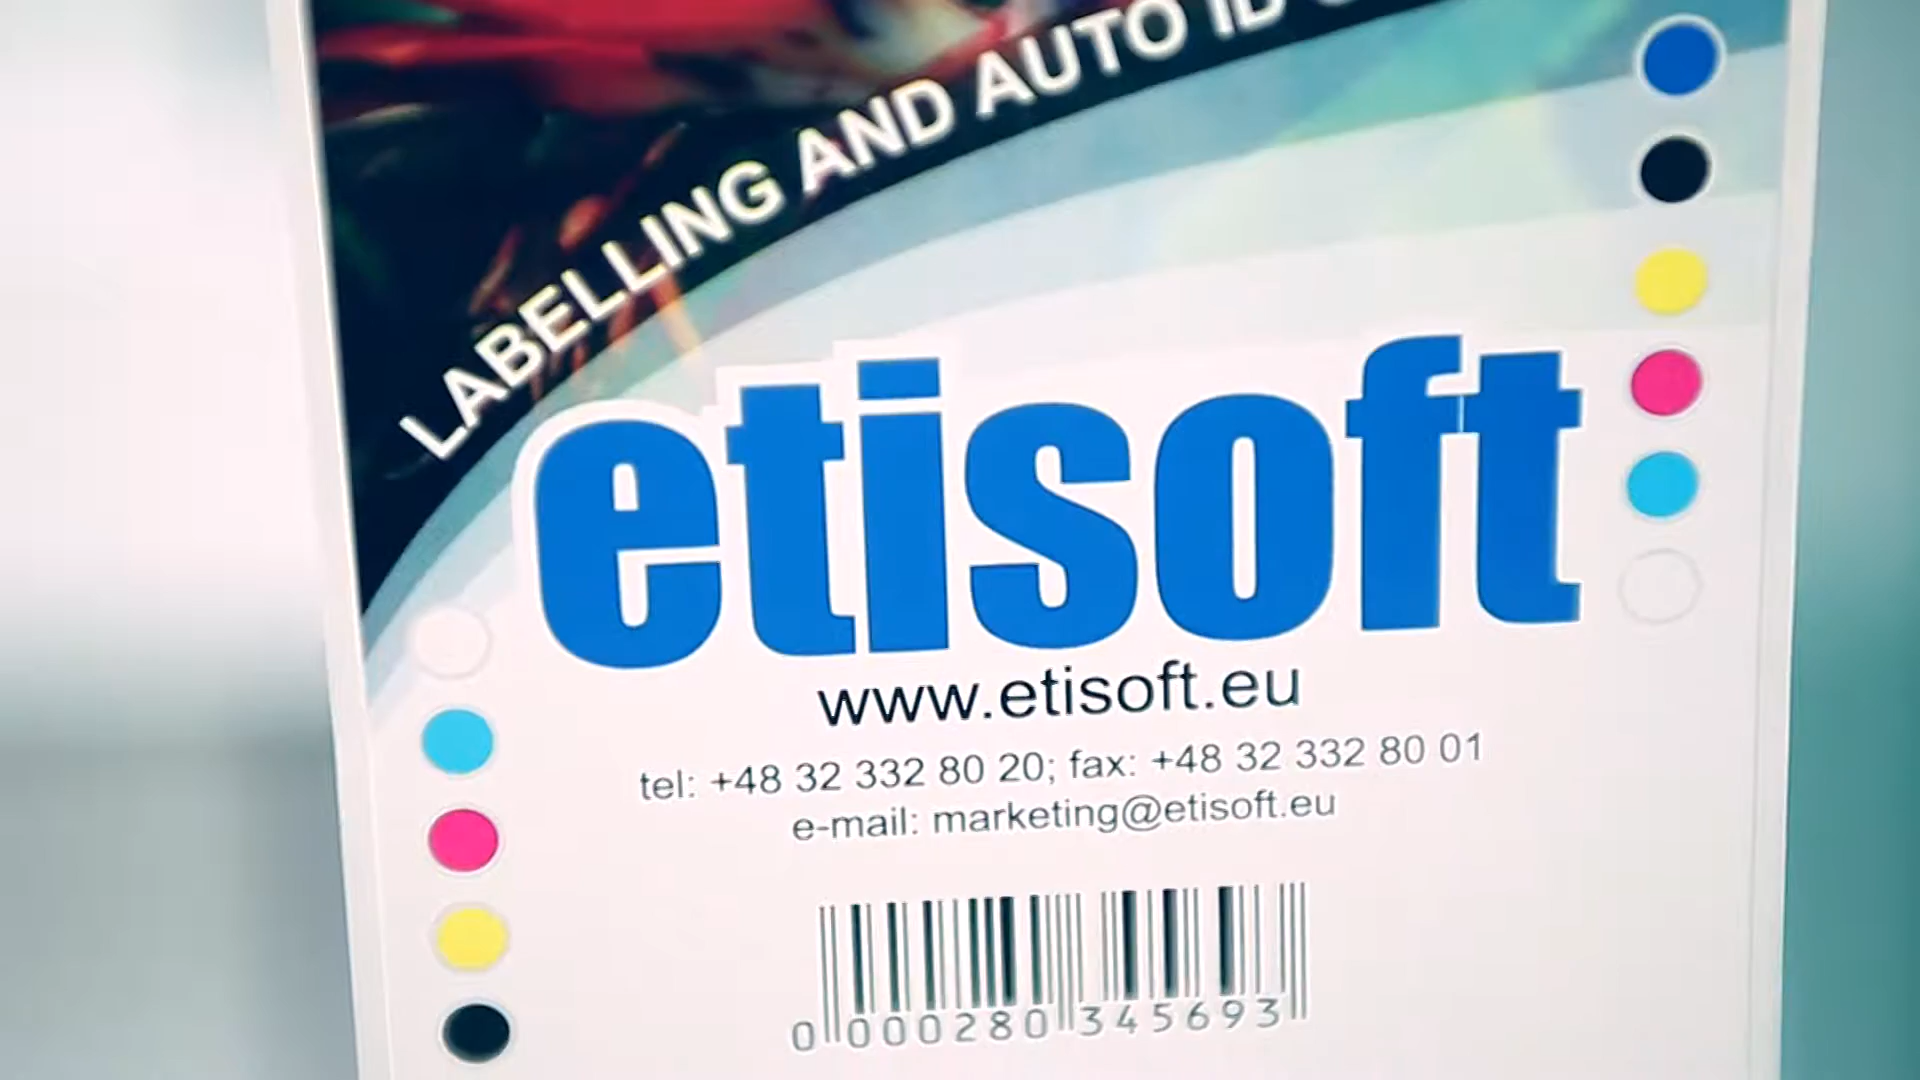 LABELLING AND AUTO ID
etisoft
www.etisoft.eu
tel: +48 32 332 80 20; fax: +48 32 332 80 01
e-mail: marketing@etisoft.eu
0 000280 345693